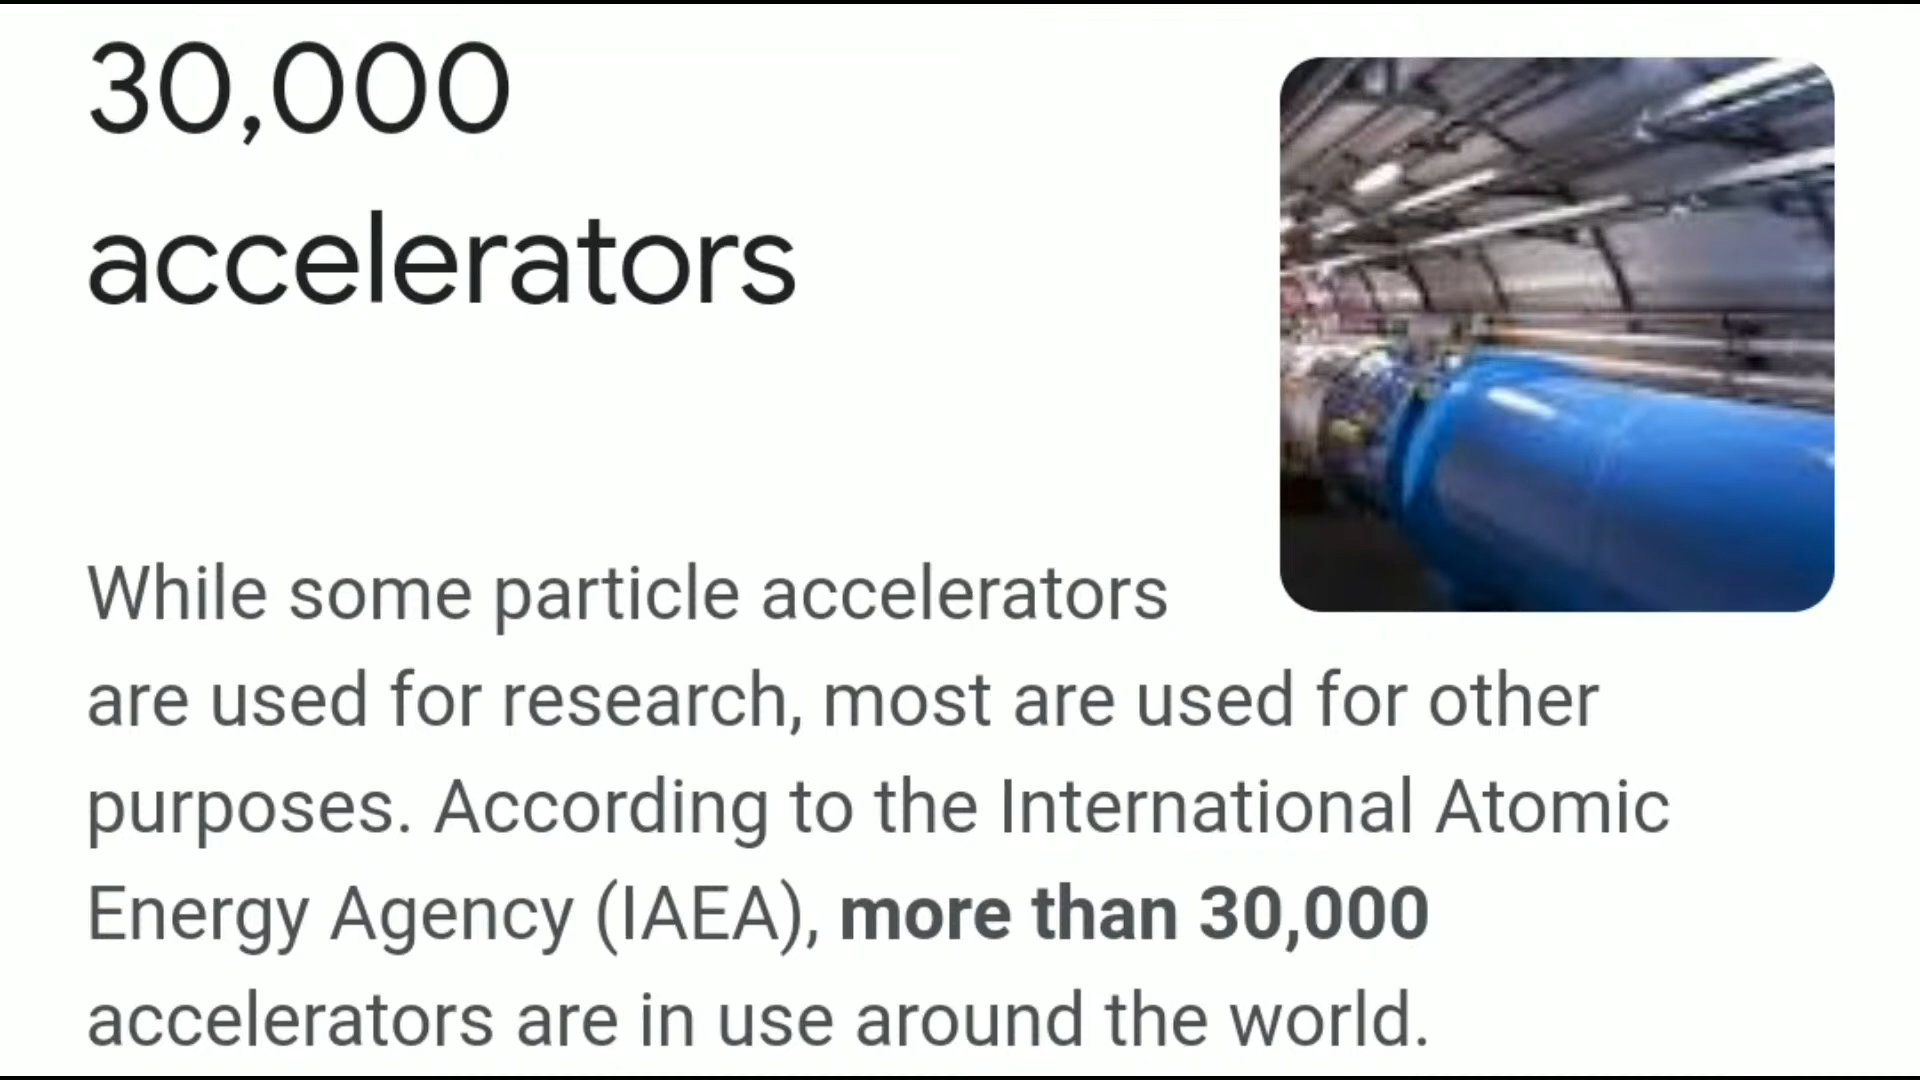 30,000
accelerators
While some particle accelerators
are used for research, most are used for other
purposes. According to the International Atomic
Energy Agency (IAEA), more than 30,000
accelerators are in use around the world.